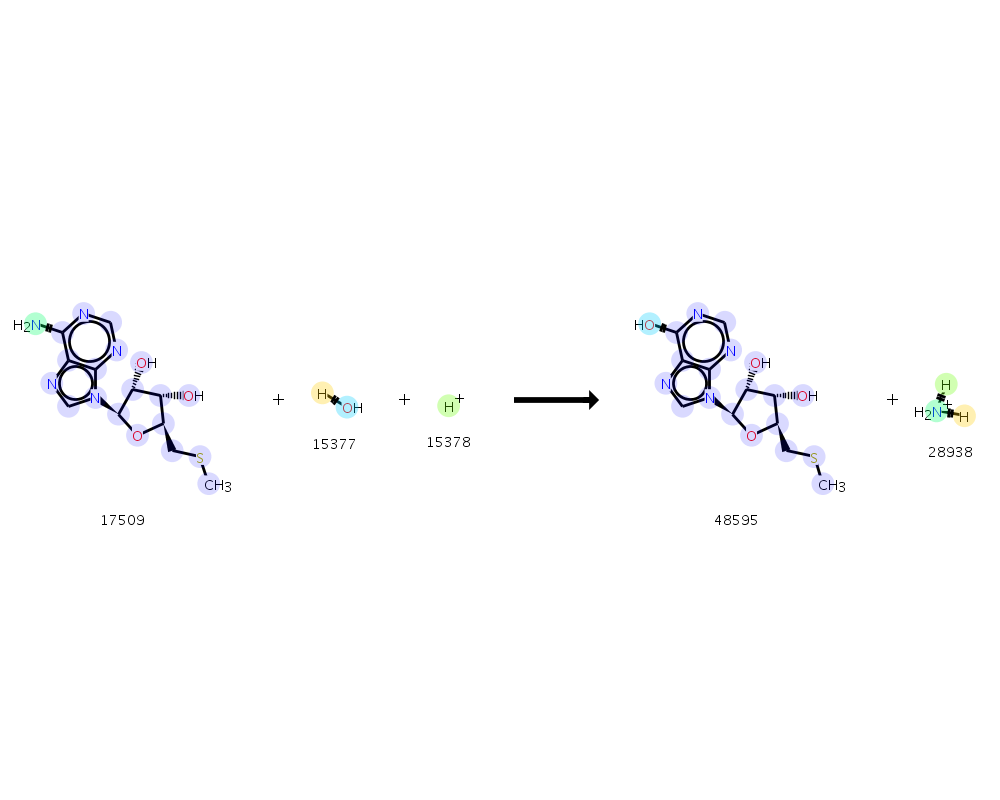 H2N N N N N OH OH O S CH3
17509
+
H OH
15377
+
H+
15378
HO N N N N OH OH O S CH3
48595
+
H H2N+ H
28938